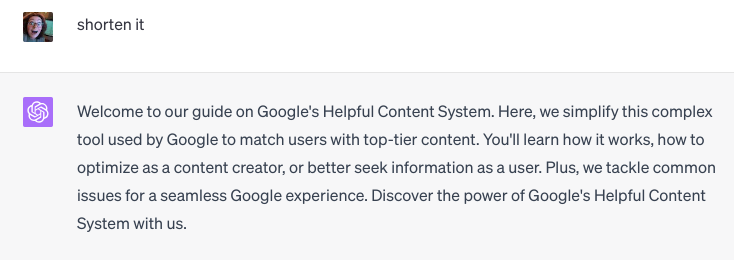 shorten it
Welcome to our guide on Google's Helpful Content System. Here, we simplify this complex
tool used by Google to match users with top-tier content. You'll learn how it works, how to
optimize as a content creator, or better seek information as a user. Plus, we tackle common
issues for a seamless Google experience. Discover the power of Google's Helpful Content
System with us.